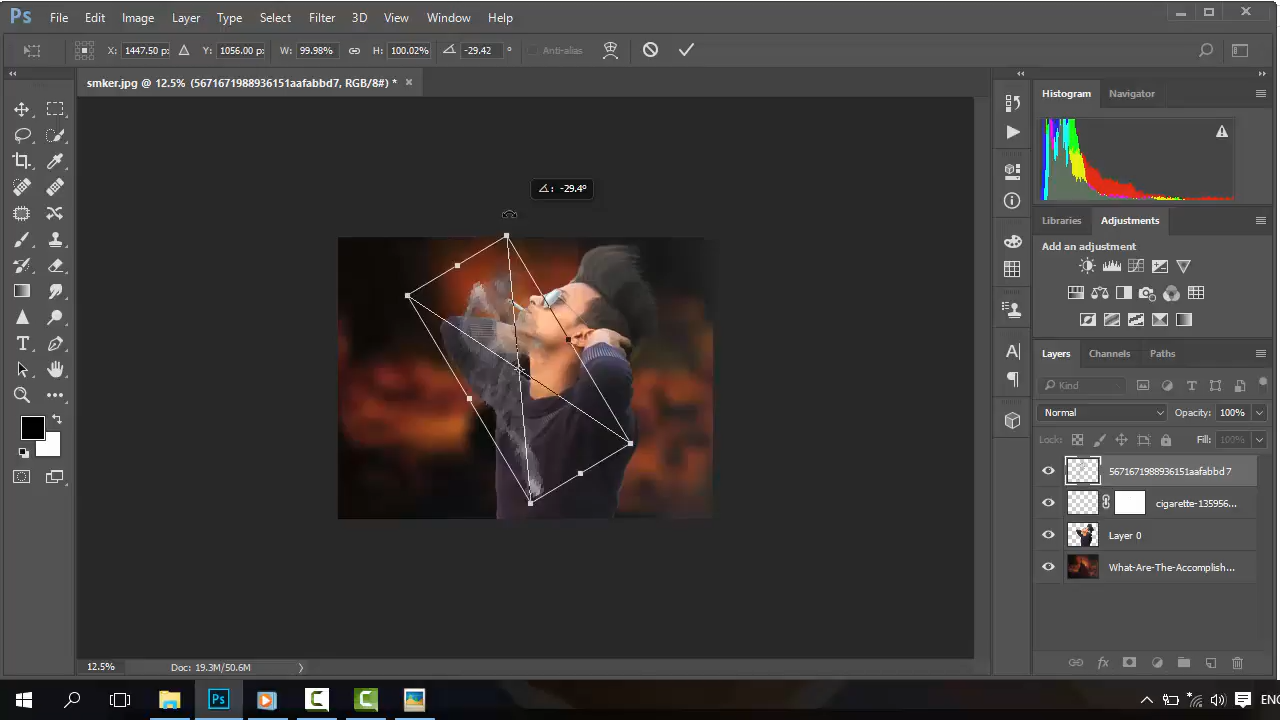 Ps File Edit Image Layer Type Select Filter 3D View Window Help
X: 1447.50 px Y: 1056.00 px W: 99.98% H: 100.02% -29.42 ° Anti-alias
smker.jpg @ 12.5% (5671671988936151aafabbd7, RGB/8#) * ×
∡: -29.4°
Histogram Navigator
Libraries Adjustments
Add an adjustment
Layers Channels Paths
Kind
Normal Opacity: 100%
Lock: Fill: 100%
5671671988936151aafabbd7
cigarette-135956...
Layer 0
What-Are-The-Accomplish...
12.5% Doc: 19.3M/50.6M
Ps ENG